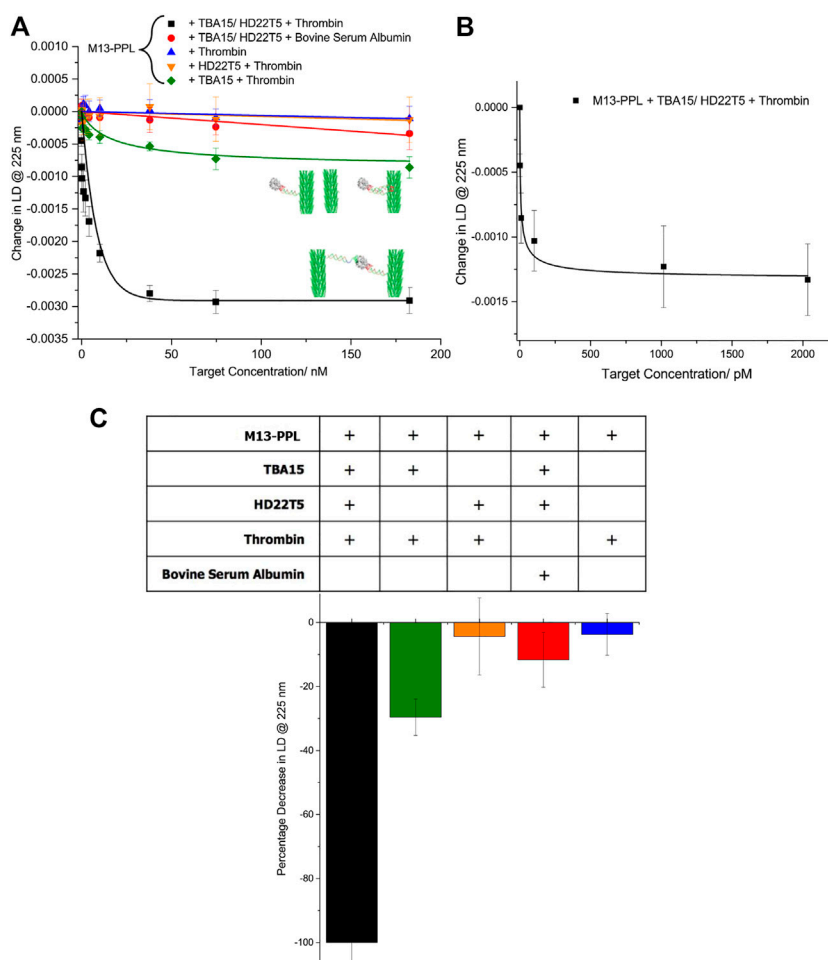 A
M13-PPL
+ TBA15/ HD22T5 + Thrombin
+ TBA15/ HD22T5 + Bovine Serum Albumin
+ Thrombin
+ HD22T5 + Thrombin
+ TBA15 + Thrombin
Change in LD @ 225 nm
0.0010
0.0005
0.0000
-0.0005
-0.0010
-0.0015
-0.0020
-0.0025
-0.0030
-0.0035
0 50 100 150 200
Target Concentration/ nM
B
M13-PPL + TBA15/ HD22T5 + Thrombin
Change in LD @ 225 nm
0.0000
-0.0005
-0.0010
-0.0015
0 500 1000 1500 2000
Target Concentration/ pM
C
M13-PPL + + + + +
TBA15 + + +
HD22T5 + + +
Thrombin + + + +
Bovine Serum Albumin +
Percentage Decrease in LD @ 225 nm
0
-20
-40
-60
-80
-100